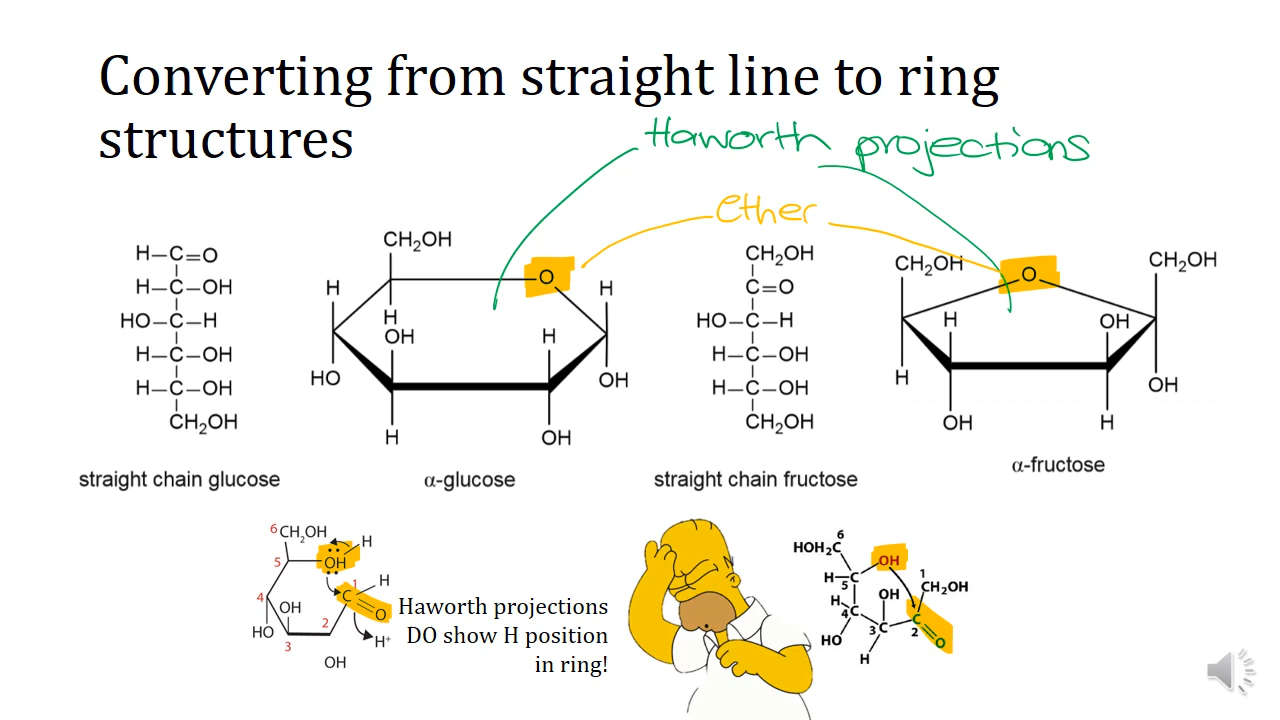 Converting from straight line to ring
structures
Haworth projections
ether
H–C=O
H–C–OH
HO–C–H
H–C–OH
H–C–OH
CH₂OH
straight chain glucose
CH₂OH
O
H
H
H
OH
H
HO
OH
H
OH
α-glucose
CH₂OH
C=O
HO–C–H
H–C–OH
H–C–OH
CH₂OH
straight chain fructose
CH₂OH
O
CH₂OH
H
OH
H
OH
OH
H
α-fructose
6 CH₂OH
H
5
OH
1
H
4
C
O
OH
2
HO
3
H⁺
OH
Haworth projections
DO show H position
in ring!
6
HOH₂C
OH
H–C
5
1
CH₂OH
OH
H
C
4
C
2
O
HO
3
C
H